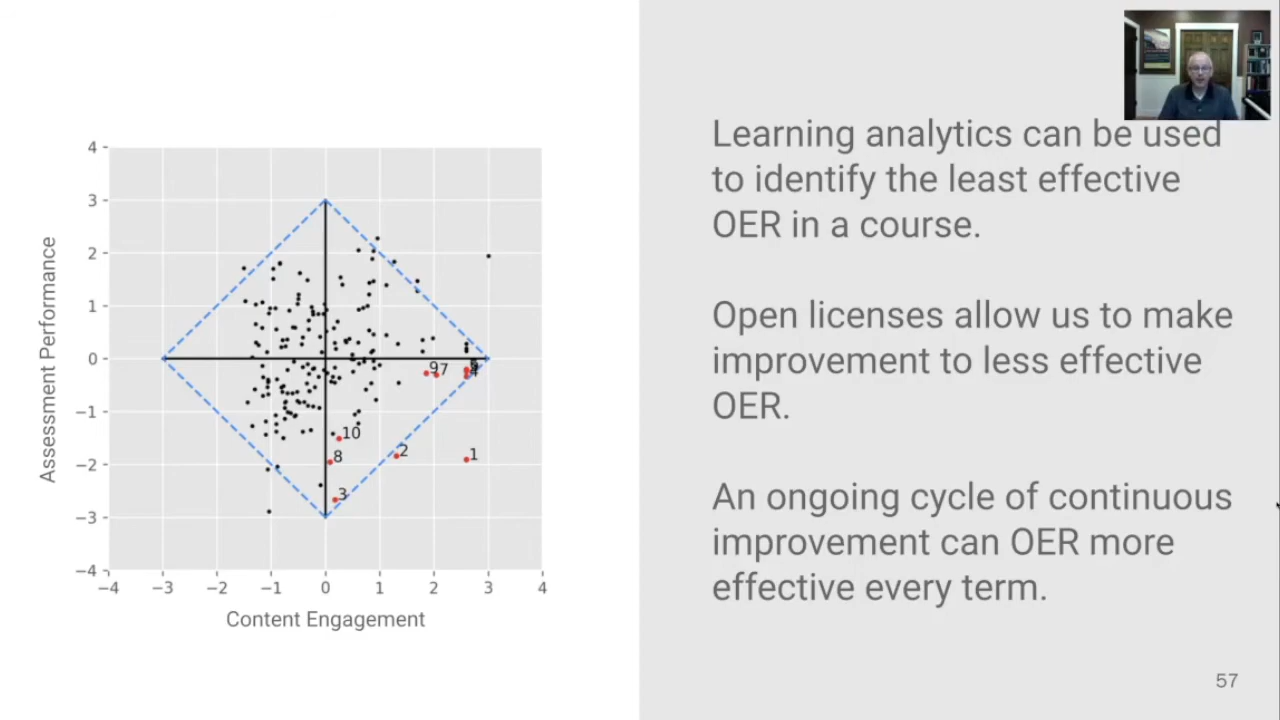 Learning analytics can be used
to identify the least effective
OER in a course.
Open licenses allow us to make
improvement to less effective
OER.
An ongoing cycle of continuous
improvement can OER more
effective every term.
57
Assessment Performance
4
3
2
1
0
−1
−2
−3
−4
−4 −3 −2 −1 0 1 2 3 4
Content Engagement
97
10
8
2
1
3